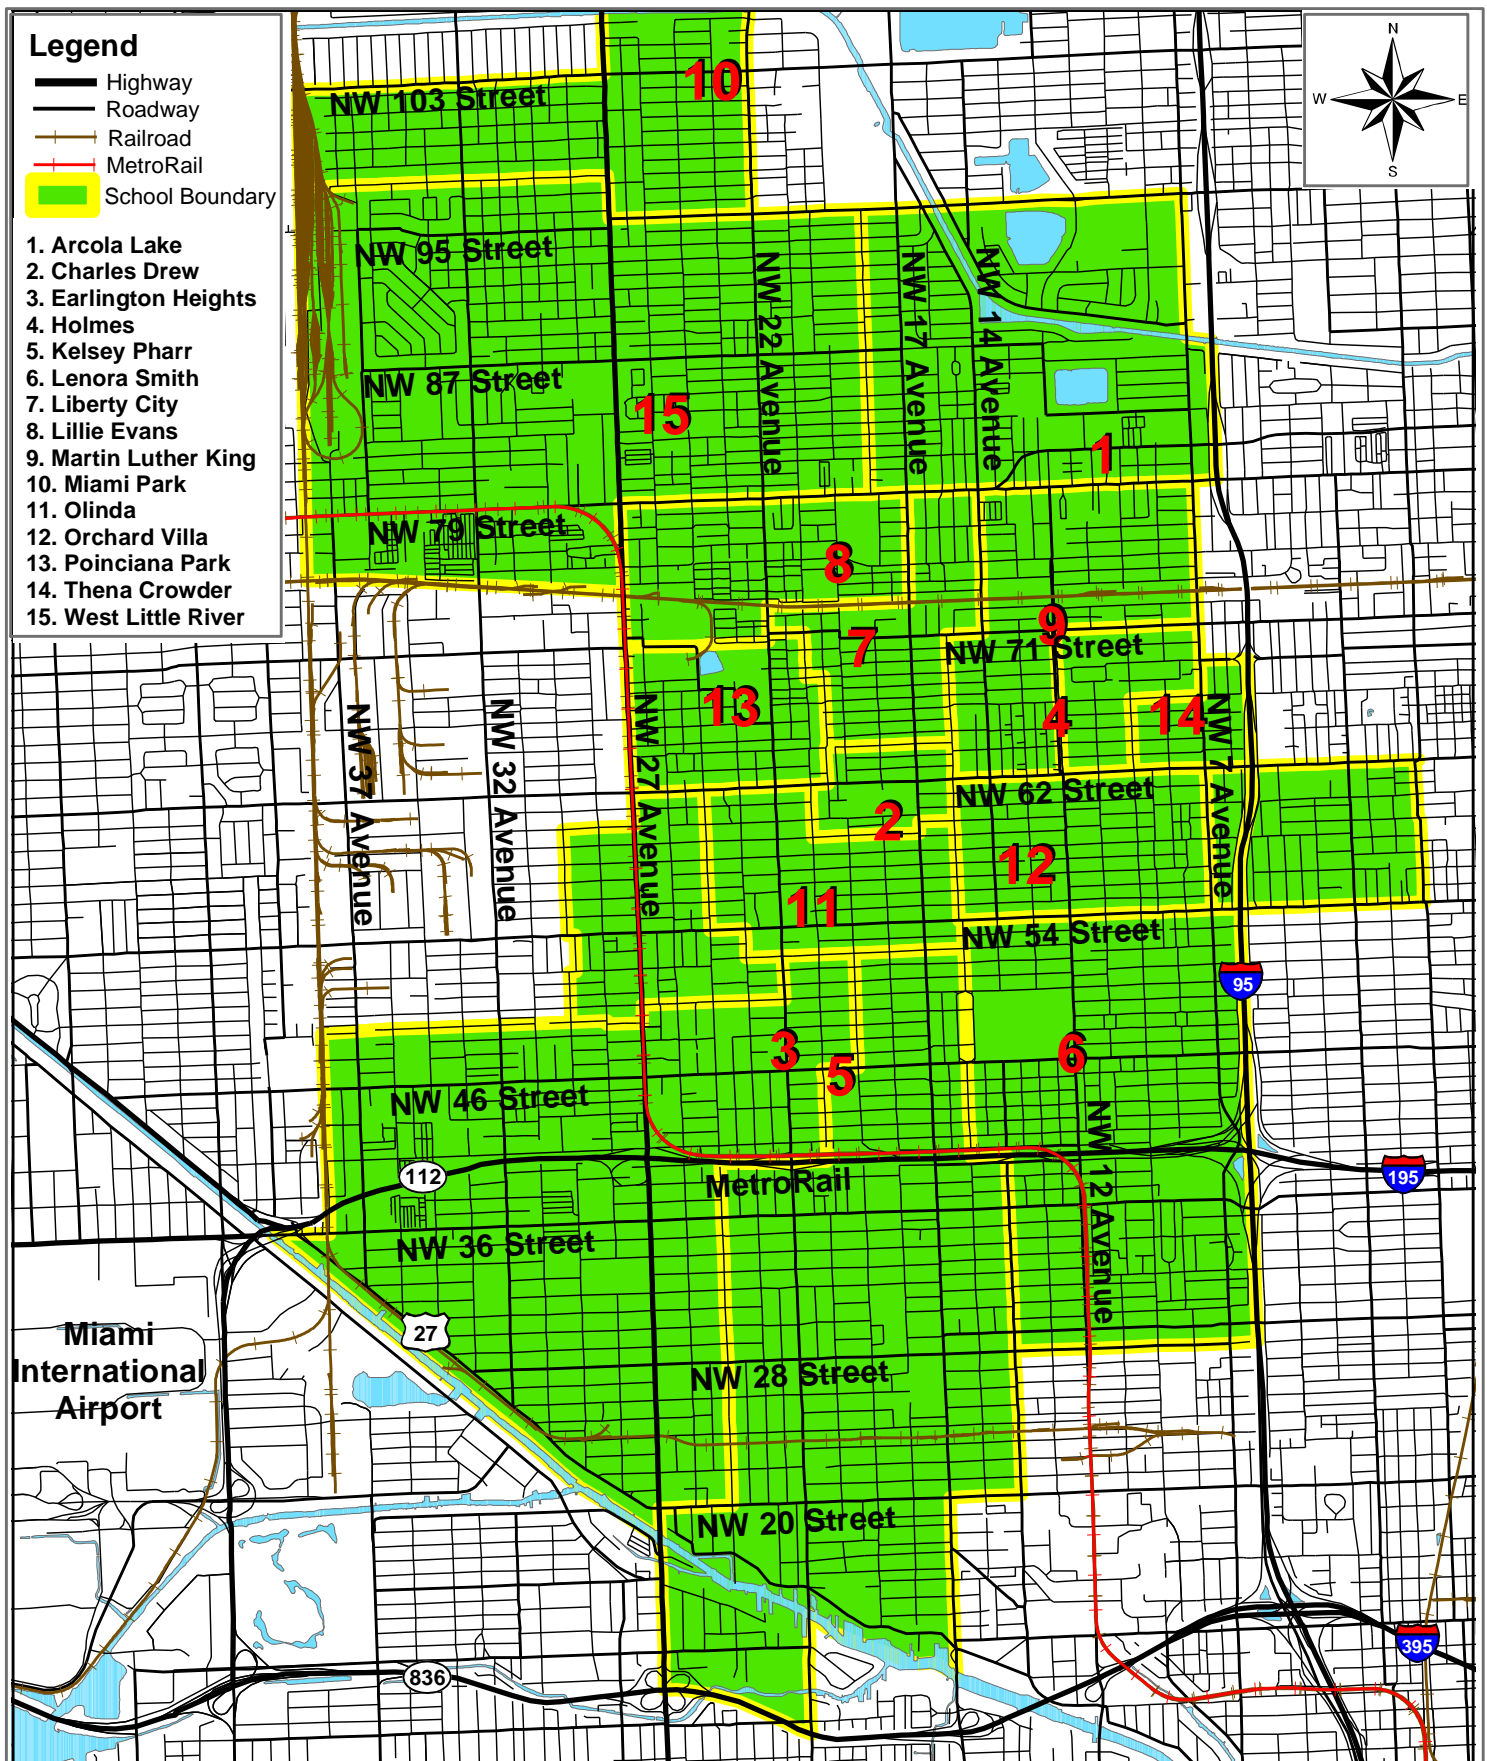 Legend
Highway
Roadway
Railroad
MetroRail
School Boundary
1. Arcola Lake
2. Charles Drew
3. Earlington Heights
4. Holmes
5. Kelsey Pharr
6. Lenora Smith
7. Liberty City
8. Lillie Evans
9. Martin Luther King
10. Miami Park
11. Olinda
12. Orchard Villa
13. Poinciana Park
14. Thena Crowder
15. West Little River
N
W
E
S
10
NW 103 Street
NW 95 Street
NW 22 Avenue
NW 17 Avenue
NW 14 Avenue
NW 87 Street
15
1
NW 79 Street
8
9
7
NW 71 Street
13
4
14
NW 37 Avenue
NW 32 Avenue
NW 27 Avenue
NW 7 Avenue
NW 62 Street
2
12
11
NW 54 Street
95
3
5
6
NW 46 Street
NW 12 Avenue
112
MetroRail
195
NW 36 Street
Miami
International
Airport
27
NW 28 Street
NW 20 Street
395
836